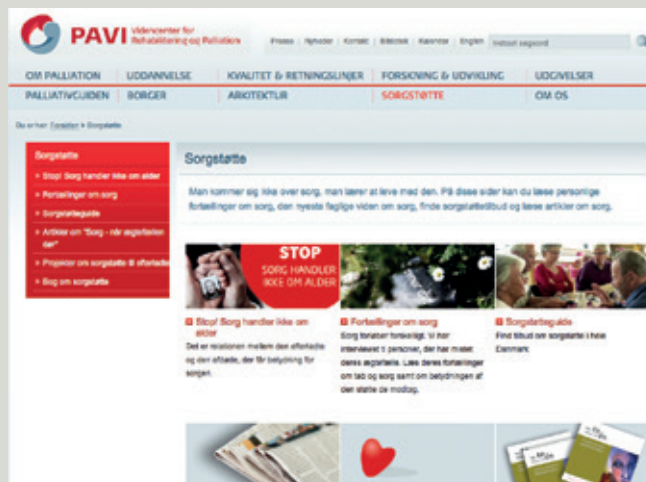 PAVI Videncenter for
Rehabilitering og Palliation
Presse | Nyheder | Kontakt | Bibliotek | Kalender | English Indtast søgeord
OM PALLIATION UDDANNELSE KVALITET & RETNINGSLINJER FORSKNING & UDVIKLING UDGIVELSER
PALLIATIVGUIDEN BORGER ARKITEKTUR SORGSTØTTE OM OS
Du er her: Forsiden > Sorgstøtte
Sorgstøtte
» Stop! Sorg handler ikke om alder
» Fortællinger om sorg
» Sorgstøtteguide
» Artikler om "Sorg - når ægtefællen
dør"
» Projekter om sorgstøtte til efterladte
» Bog om sorgstøtte
Sorgstøtte
Man kommer sig ikke over sorg, man lærer at leve med den. På disse sider kan du læse personlige
fortællinger om sorg, den nyeste faglige viden om sorg, finde sorgstøttetilbud og læse artikler om sorg.
STOP
SORG HANDLER
IKKE OM ALDER
Stop! Sorg handler ikke om
alder
Det er relationen mellem den efterladte
og den afdøde, der får betydning for
sorgen.
Fortællinger om sorg
Sorg forløber forskelligt. Vi har
interviewet ti personer, der har mistet
deres ægtefælle. Læs deres fortællinger
om tab og sorg samt om betydningen af
den støtte de modtog.
Sorgstøtteguide
Find tilbud om sorgstøtte i hele
Danmark